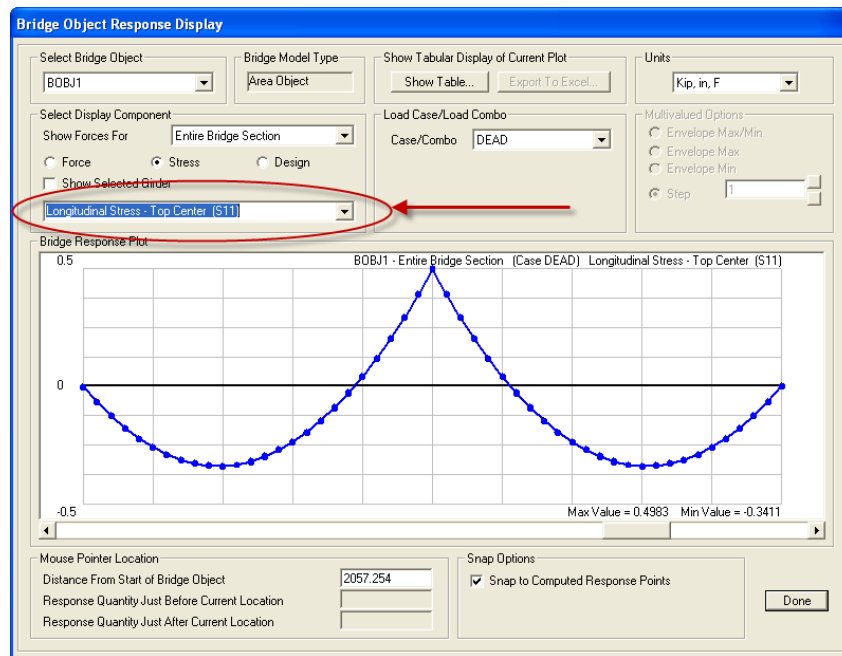 Bridge Object Response Display
Select Bridge Object
BOBJ1
Bridge Model Type
Area Object
Show Tabular Display of Current Plot
Show Table...
Export To Excel...
Units
Kip, in, F
Select Display Component
Show Forces For
Entire Bridge Section
Force
Stress
Design
Show Selected Girder
Longitudinal Stress - Top Center (S11)
Load Case/Load Combo
Case/Combo
DEAD
Multivalued Options
Envelope Max/Min
Envelope Max
Envelope Min
Step
1
Bridge Response Plot
0.5
BOBJ1 - Entire Bridge Section (Case DEAD) Longitudinal Stress - Top Center (S11)
0
-0.5
Max Value = 0.4983 Min Value = -0.3411
Mouse Pointer Location
Distance From Start of Bridge Object
2057.254
Response Quantity Just Before Current Location
Response Quantity Just After Current Location
Snap Options
Snap to Computed Response Points
Done